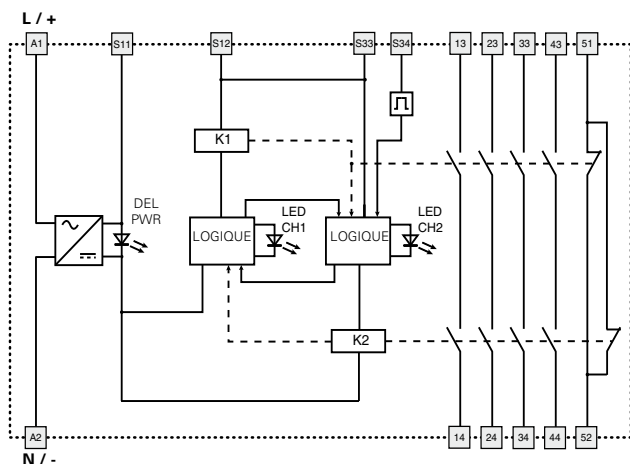 L / +
A1
S11
S12
S33
S34
13
23
33
43
51
K1
DEL
PWR
LOGIQUE
LED
CH1
LOGIQUE
LED
CH2
K2
A2
14
24
34
44
52
N / -